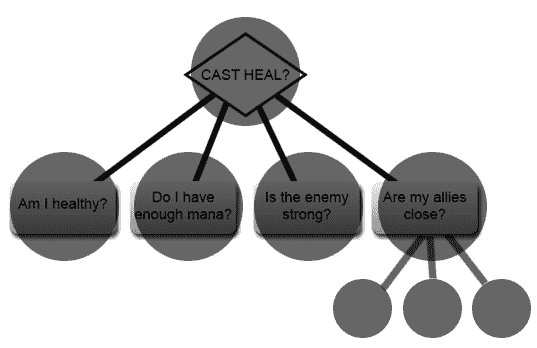 CAST HEAL?
Am I healthy?
Do I have
enough mana?
Is the enemy
strong?
Are my allies
close?